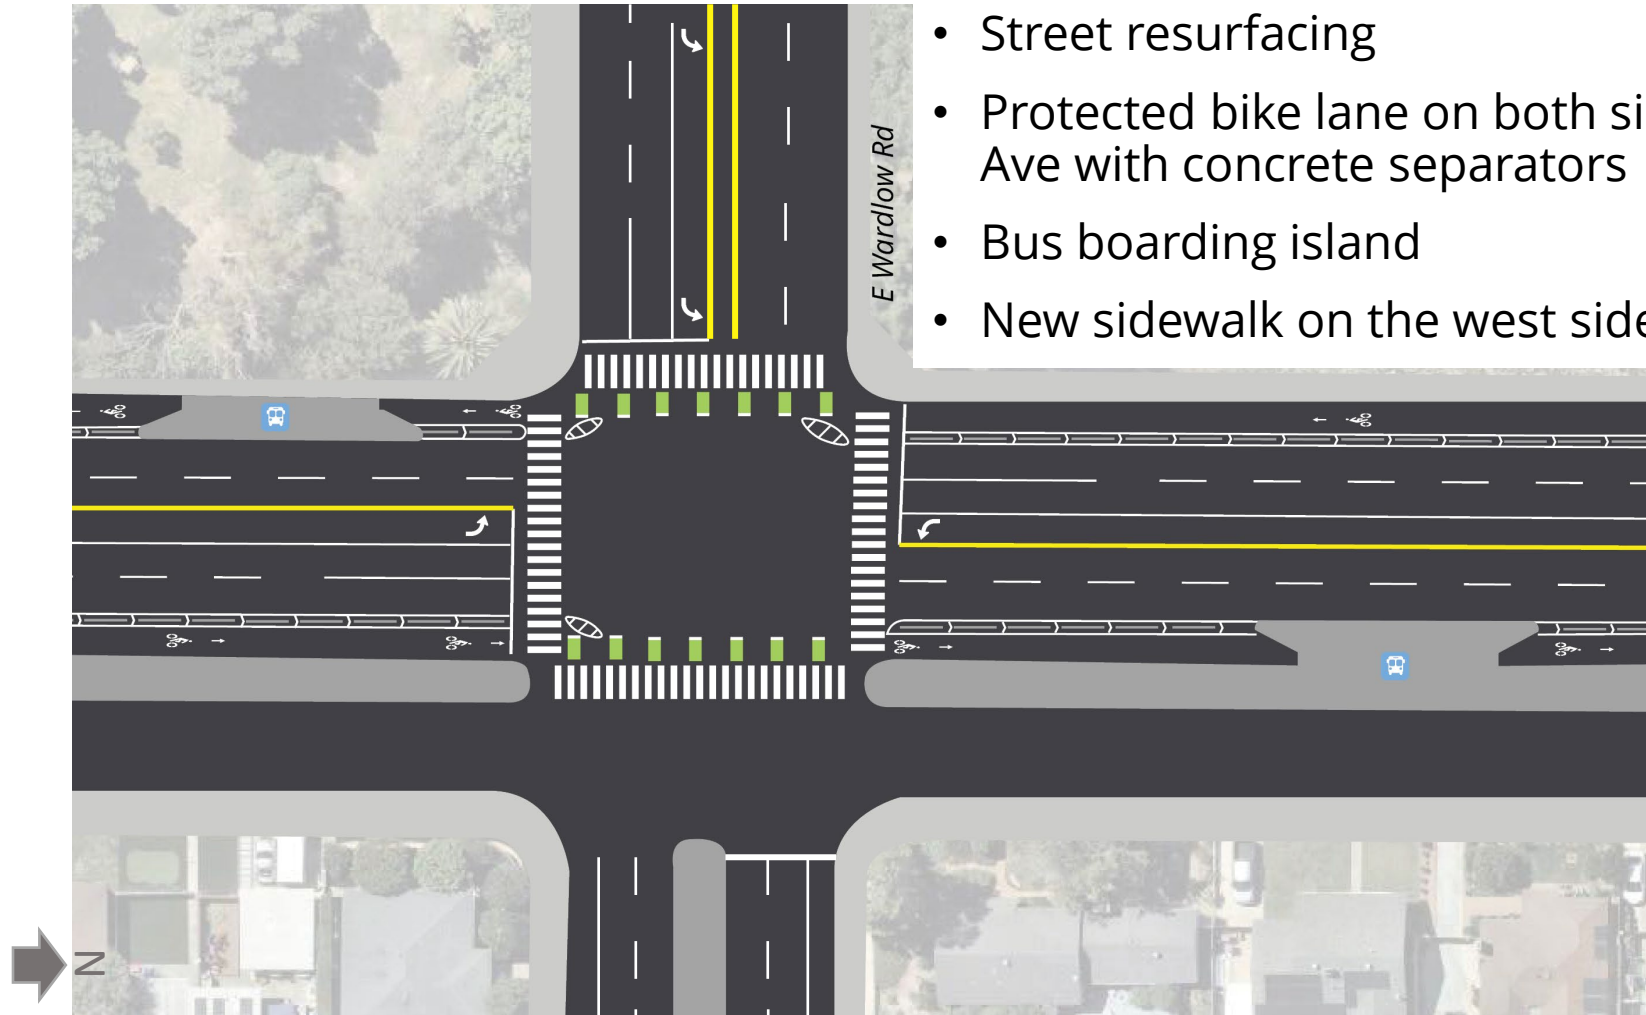 • Street resurfacing
• Protected bike lane on both
Ave with concrete separators
• Bus boarding island
• New sidewalk on the west side
E Wardlow Rd
N